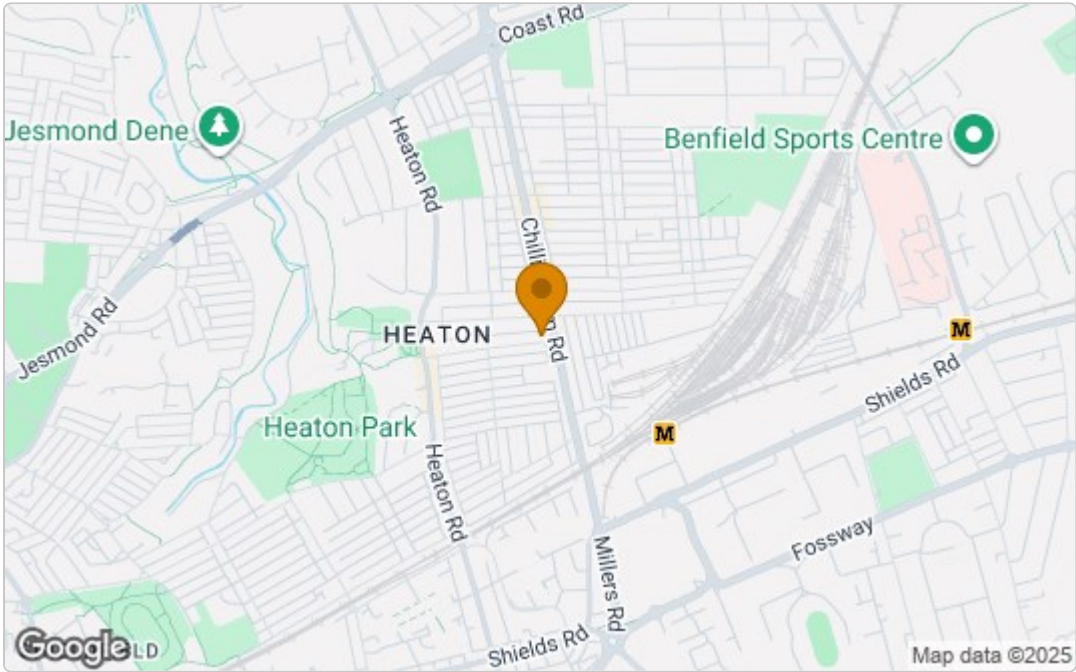 Coast Rd
Jesmond Dene
Heaton Rd
Benfield Sports Centre
HEATON
M
Jesmond Rd
Shields Rd
Heaton Park
M
Heaton Rd
Millers Rd
Fossway
Shields Rd
Google
Map data ©2025